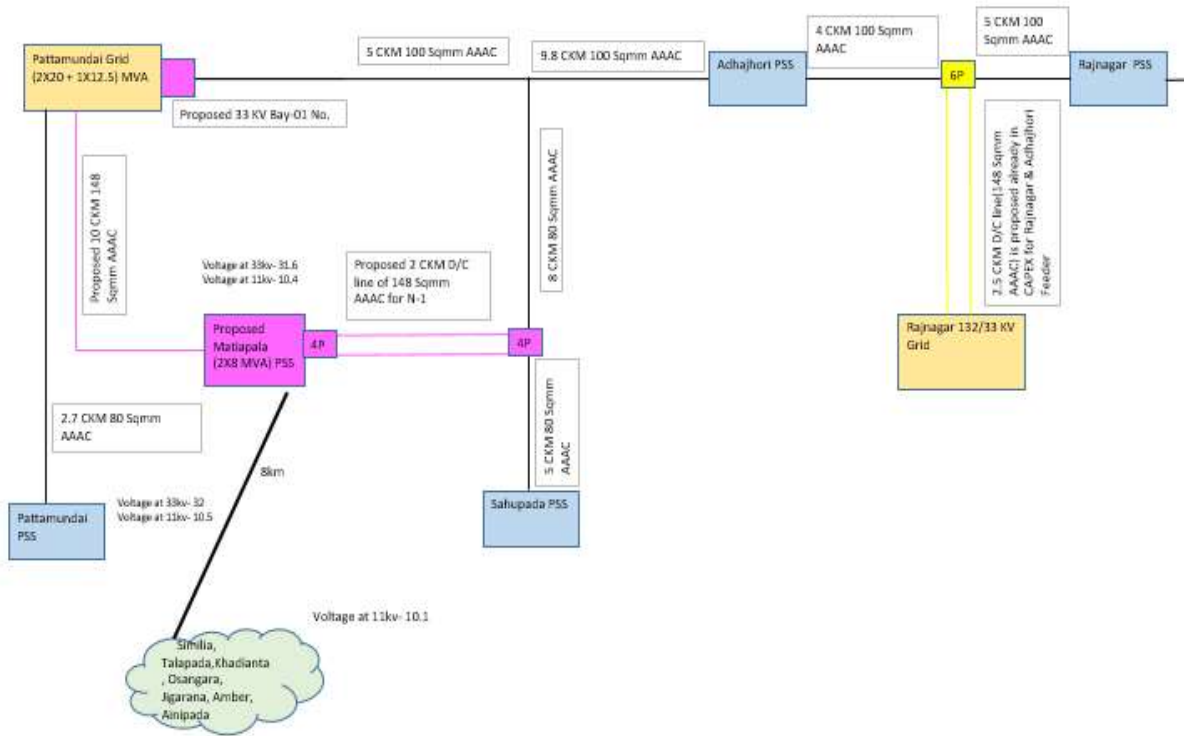 Pattamundai Grid
(2X20 + 1X12.5) MVA
5 CKM 100 Sqmm AAAC
9.8 CKM 100 Sqmm AAAC
4 CKM 100 Sqmm
AAAC
5 CKM 100
Sqmm AAAC
Adhajhori PSS
6P
Rajnagar PSS
Proposed 33 KV Bay-01 No.
Proposed 10 CKM 148
Sqmm AAAC
8 CKM 80 Sqmm AAAC
2.5 CKM D/C line(148 Sqmm
AAAC) is proposed already in
CAPEX for Rajnagar & Adhajhori
Feeder
Voltage at 33kv- 31.6
Voltage at 11kv- 10.4
Proposed 2 CKM D/C
line of 148 Sqmm
AAAC for N-1
Proposed
Matiapala
(2X8 MVA) PSS
4P
4P
Rajnagar 132/33 KV
Grid
2.7 CKM 80 Sqmm
AAAC
5 CKM 80 Sqmm
AAAC
8km
Pattamundai
PSS
Voltage at 33kv- 32
Voltage at 11kv- 10.5
Sahupada PSS
Voltage at 11kv- 10.1
Similia,
Talapada,Khadianta
, Osangara,
Jigarana, Amber,
Ainipada